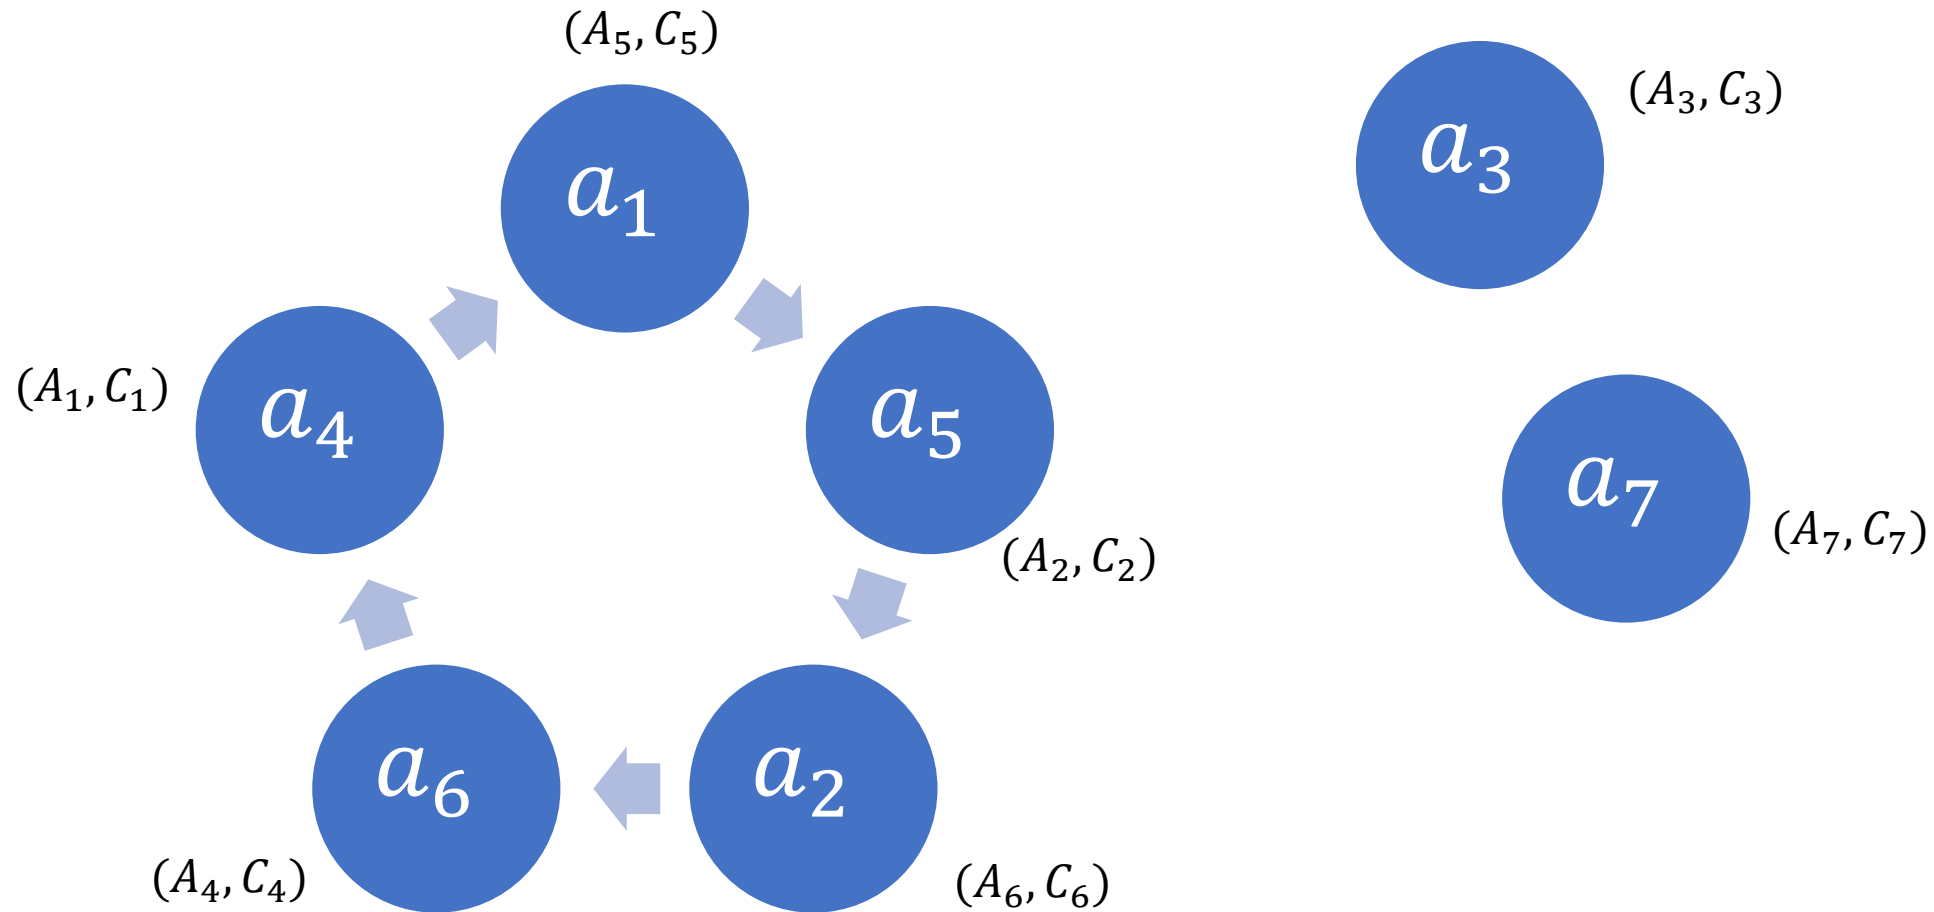 (A₅, C₅)
a₁
a₃
(A₃, C₃)
(A₁, C₁)
a₄
a₅
(A₂, C₂)
a₇
(A₇, C₇)
a₆
a₂
(A₄, C₄)
(A₆, C₆)